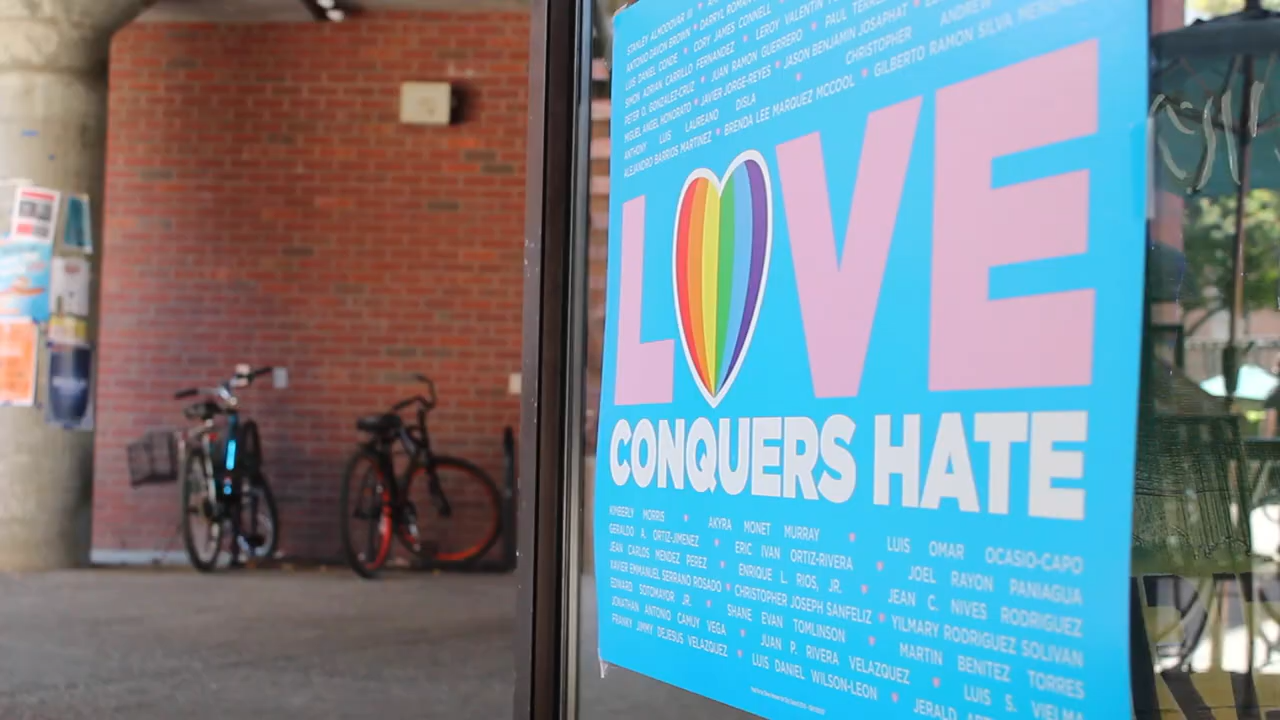 STANLEY ALMODOVAR III
ANTONIO DAVON BROWN • DARRYL ROMAN
LUIS DANIEL CONDE • CORY JAMES CONNELL
SIMON ADRIAN CARRILLO FERNANDEZ • LEROY VALENTIN
PETER O. GONZALEZ-CRUZ • JUAN RAMON GUERRERO • PAUL
MIGUEL ANGEL HONORATO • JAVIER JORGE-REYES • JASON BENJAMIN JOSAPHAT
ANTHONY LUIS LAUREANO DISLA • CHRISTOPHER ANDREW
ALEJANDRO BARRIOS MARTINEZ • BRENDA LEE MARQUEZ MCCOOL • GILBERTO RAMON SILVA
LOVE
CONQUERS HATE
KIMBERLY MORRIS • AKYRA MONET MURRAY • LUIS OMAR OCASIO-CAPO
GERALDO A. ORTIZ-JIMENEZ • ERIC IVAN ORTIZ-RIVERA • JOEL RAYON PANIAGUA
JEAN CARLOS MENDEZ PEREZ • ENRIQUE L. RIOS, JR. • JEAN C. NIVES RODRIGUEZ
XAVIER EMMANUEL SERRANO ROSADO • CHRISTOPHER JOSEPH SANFELIZ • YILMARY RODRIGUEZ SOLIVAN
EDWARD SOTOMAYOR JR. • SHANE EVAN TOMLINSON • MARTIN BENITEZ TORRES
JONATHAN ANTONIO CAMUY VEGA • JUAN P. RIVERA VELAZQUEZ • LUIS S. VIELMA
FRANKY JIMMY DEJESUS VELAZQUEZ • LUIS DANIEL WILSON-LEON • JERALD